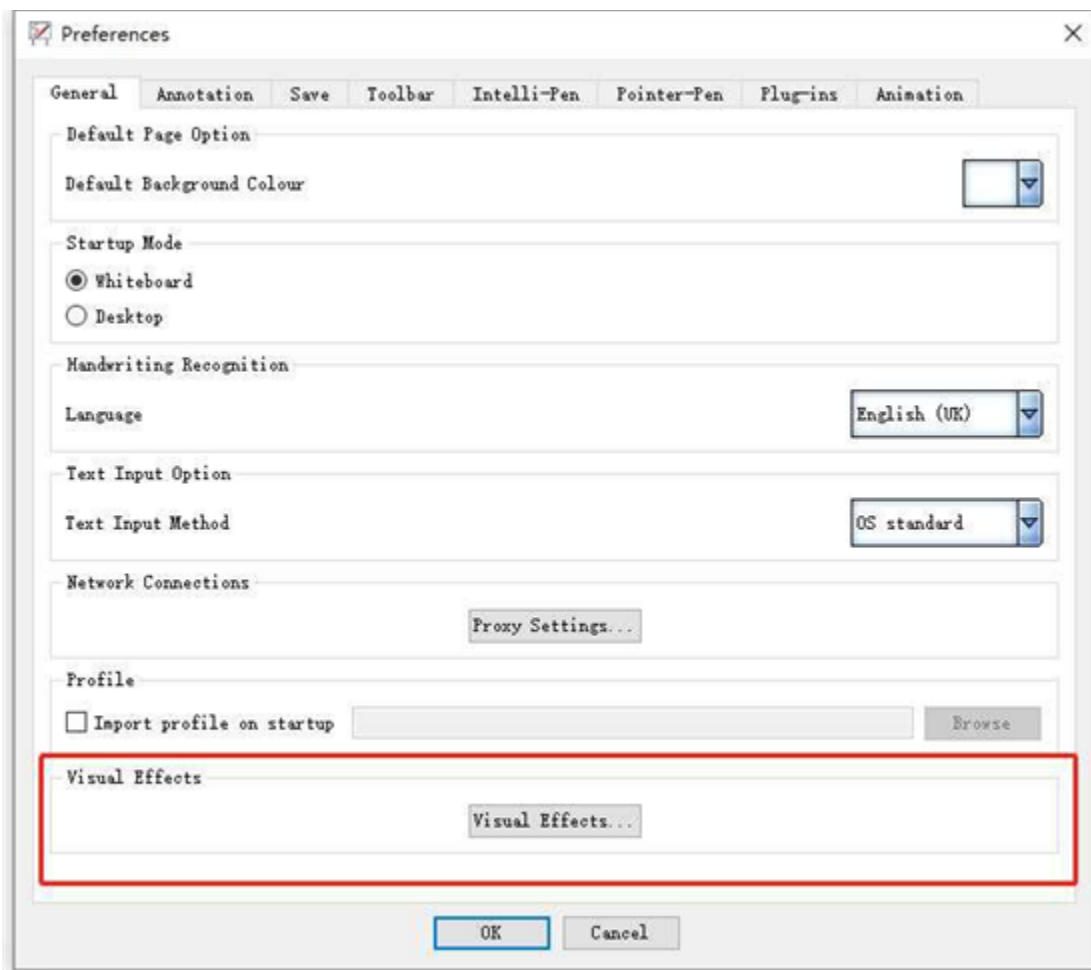 Preferences
General Annotation Save Toolbar Intelli-Pen Pointer-Pen Plug-ins Animation
Default Page Option
Default Background Colour
Startup Mode
Whiteboard
Desktop
Handwriting Recognition
Language English (UK)
Text Input Option
Text Input Method OS standard
Network Connections
Proxy Settings...
Profile
Import profile on startup Browse
Visual Effects
Visual Effects...
OK Cancel